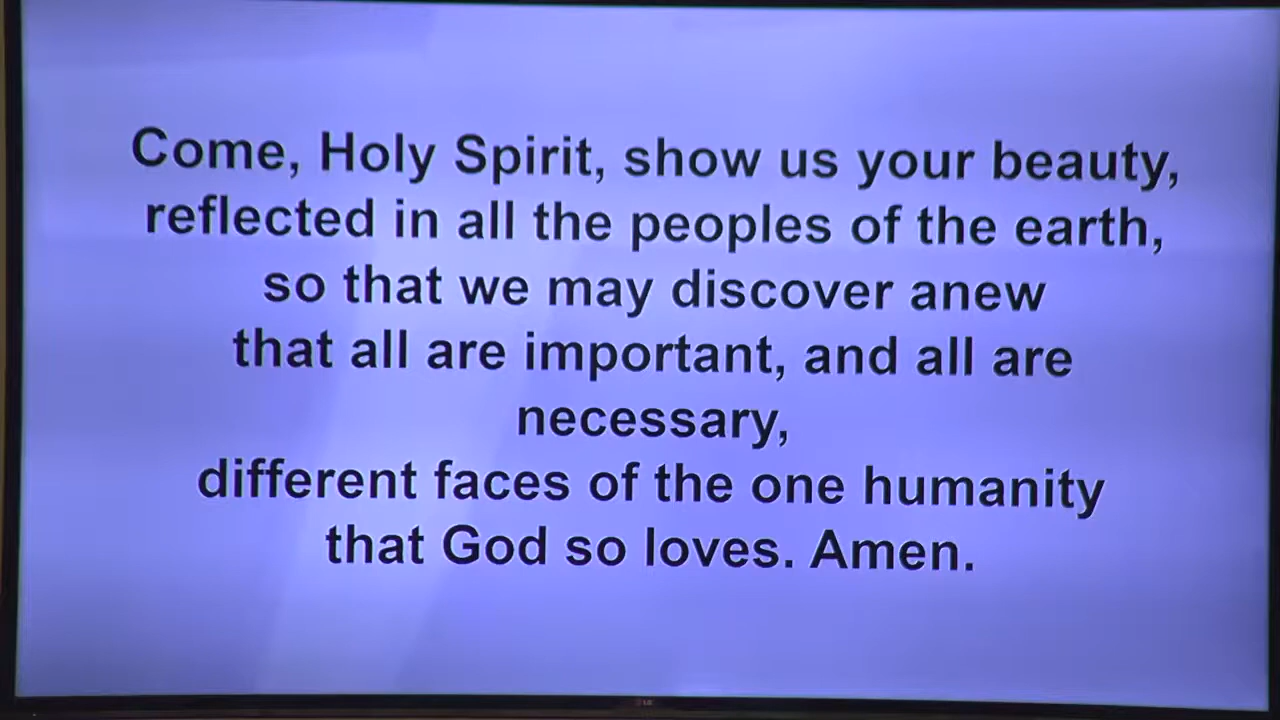 Come, Holy Spirit, show us your beauty,
reflected in all the peoples of the earth,
so that we may discover anew
that all are important, and all are
necessary,
different faces of the one humanity
that God so loves. Amen.
LG